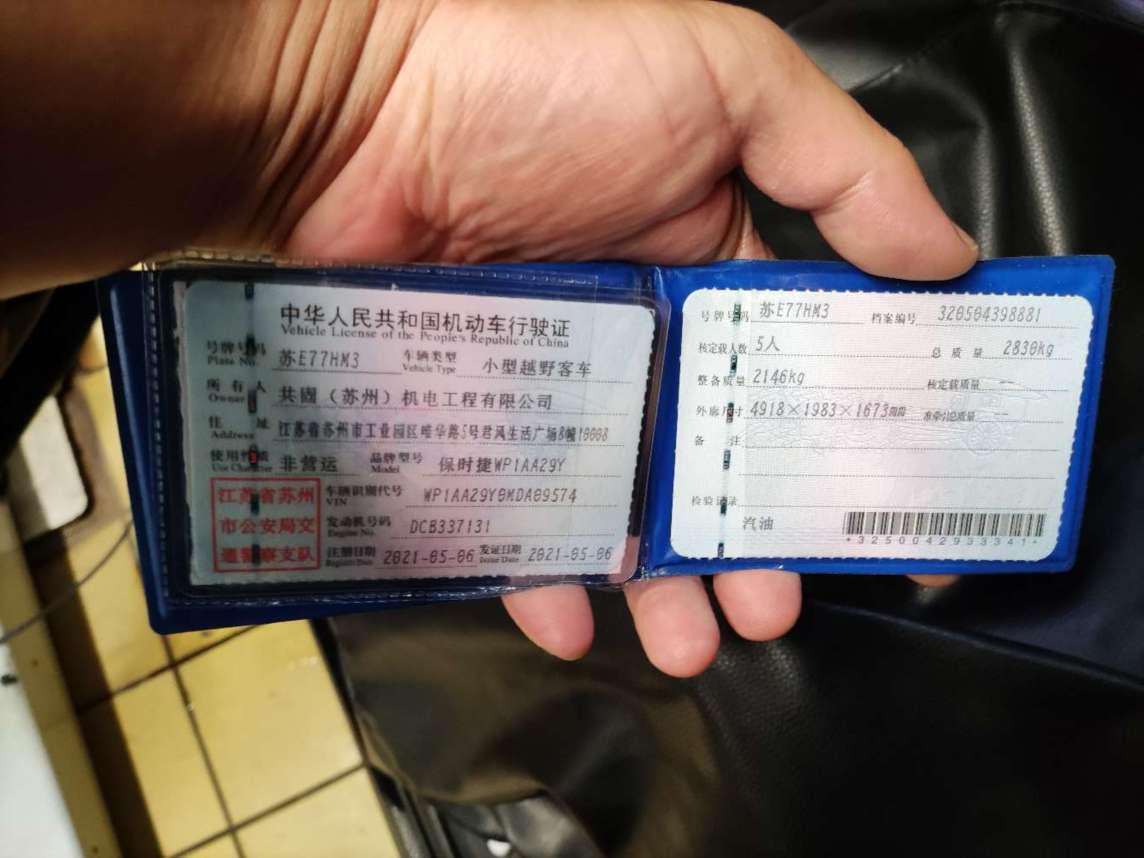 中华人民共和国机动车行驶证
Vehicle License of the People's Republic of China
号牌号码 Plate No. 苏E77HM3 车辆类型 Vehicle Type 小型越野客车
所有人 Owner 共圆（苏州）机电工程有限公司
住址 Address 江苏省苏州市工业园区唯华路5号君风生活广场8幢10008
使用性质 Use Character 非营运 品牌型号 Model 保时捷WP1AA29Y
车辆识别代号 VIN WP1AA29Y0MDA09574
发动机号码 Engine No. DCB337131
注册日期 Register Date 2021-05-06 发证日期 Issue Date 2021-05-06
江苏省苏州
市公安局交
通警察支队
号牌号码 苏E77HM3 档案编号 320504398881
核定载人数 5人 总质量 2830kg
整备质量 2146kg 核定载质量 --
外廓尺寸 4918×1983×1673mm 准牵引总质量 --
备注
检验记录
汽油
*3250042933341*